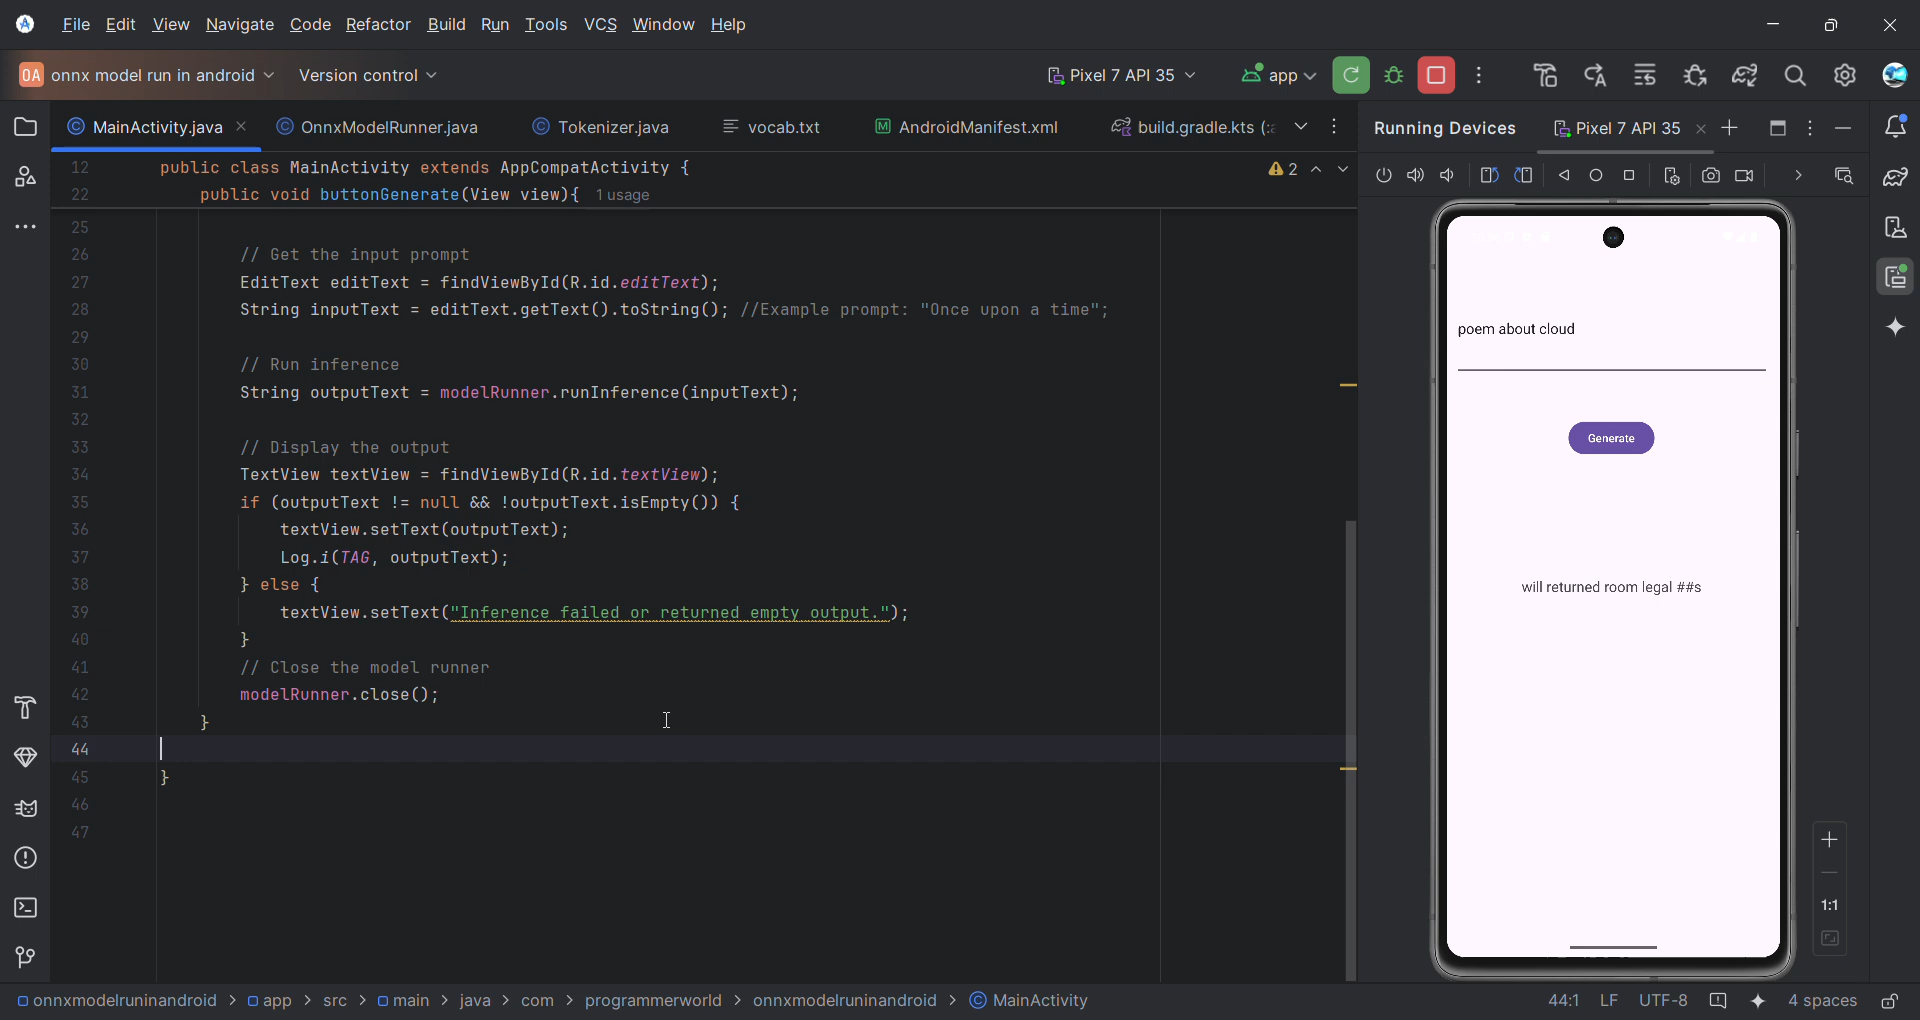 File Edit View Navigate Code Refactor Build Run Tools VCS Window Help
OA onnx model run in android Version control Pixel 7 API 35 app
MainActivity.java OnnxModelRunner.java Tokenizer.java vocab.txt AndroidManifest.xml build.gradle.kts (:a Running Devices Pixel 7 API 35
12 public class MainActivity extends AppCompatActivity { 2
22 public void buttonGenerate(View view){ 1 usage
25
26 // Get the input prompt
27 EditText editText = findViewById(R.id.editText);
28 String inputText = editText.getText().toString(); //Example prompt: "Once upon a time";
29
30 // Run inference
31 String outputText = modelRunner.runInference(inputText);
32
33 // Display the output
34 TextView textView = findViewById(R.id.textView);
35 if (outputText != null && !outputText.isEmpty()) {
36 textView.setText(outputText);
37 Log.i(TAG, outputText);
38 } else {
39 textView.setText("Inference failed or returned empty output.");
40 }
41 // Close the model runner
42 modelRunner.close();
43 }
44
45 }
46
47
poem about cloud
Generate
will returned room legal ##s
1:1
onnxmodelruninandroid > app > src > main > java > com > programmerworld > onnxmodelruninandroid > MainActivity 44:1 LF UTF-8 4 spaces